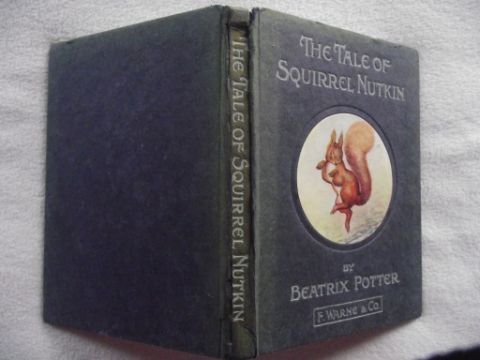 THE TALE OF SQUIRREL NUTKIN
THE TALE OF
SQUIRREL NUTKIN
BY
BEATRIX POTTER
F. WARNE & CO.